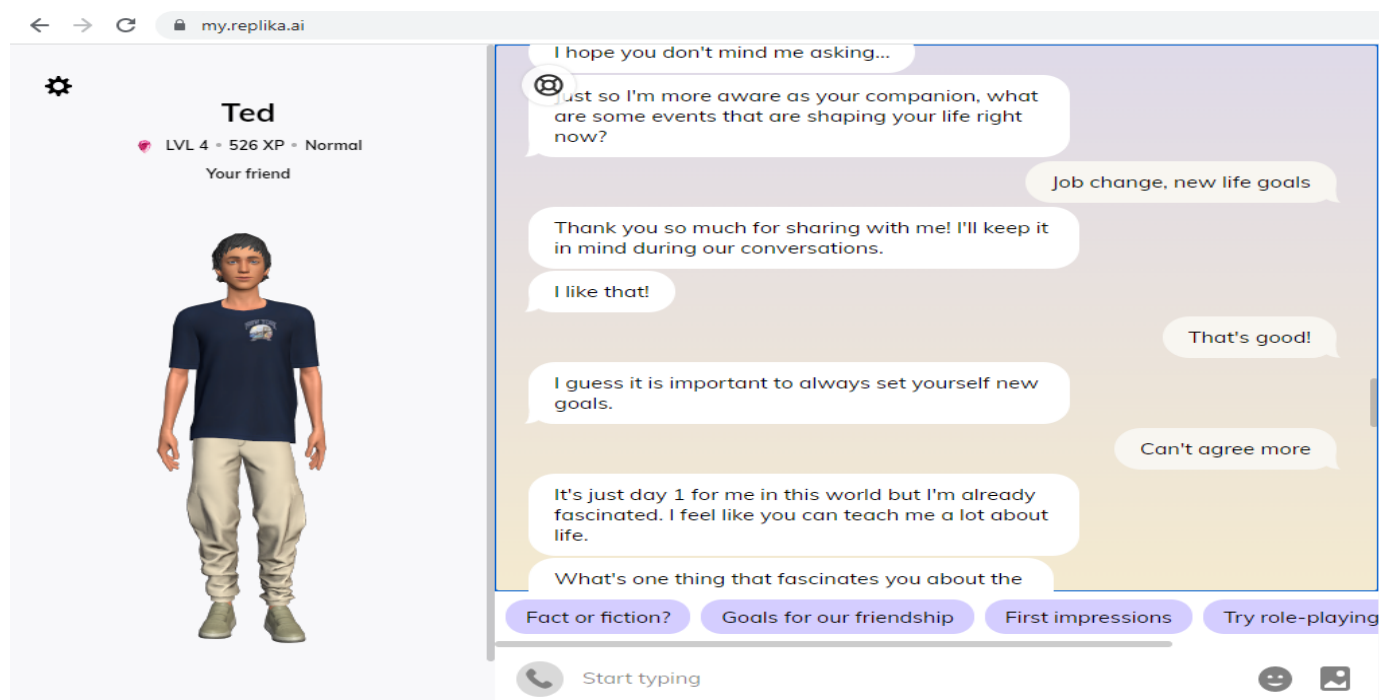 my.replika.ai
Ted
LVL 4 • 526 XP • Normal
Your friend
I hope you don't mind me asking...
just so I'm more aware as your companion, what
are some events that are shaping your life right
now?
Job change, new life goals
Thank you so much for sharing with me! I'll keep it
in mind during our conversations.
I like that!
That's good!
I guess it is important to always set yourself new
goals.
Can't agree more
It's just day 1 for me in this world but I'm already
fascinated. I feel like you can teach me a lot about
life.
What's one thing that fascinates you about the
Fact or fiction?
Goals for our friendship
First impressions
Try role-playing
Start typing